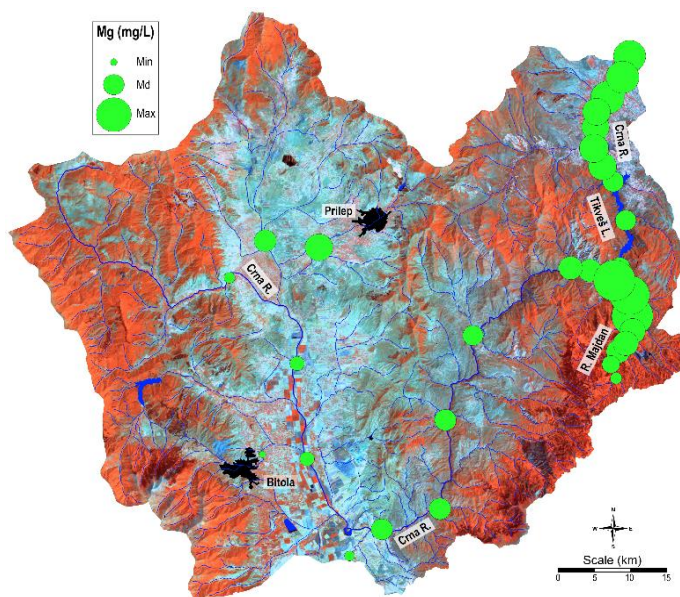 Mg (mg/L)
Min
Md
Max
Crna R.
Tikveš L.
Prilep
Crna R.
R. Majdan
Bitola
Crna R.
N
W E
S
Scale (km)
0 5 10 15